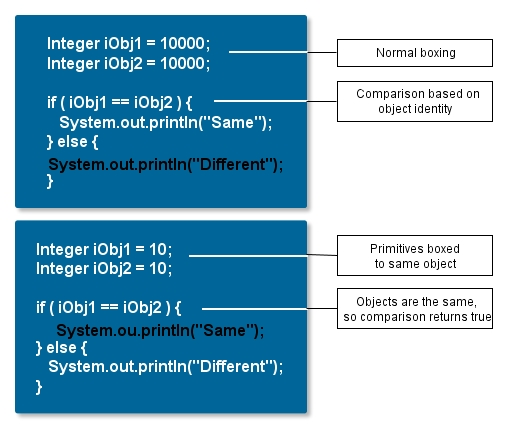 Integer iObj1 = 10000;
Integer iObj2 = 10000;
Normal boxing
if ( iObj1 == iObj2 ) {
Comparison based on
object identity
System.out.println("Same");
} else {
System.out.println("Different");
}
Integer iObj1 = 10;
Integer iObj2 = 10;
Primitives boxed
to same object
if ( iObj1 == iObj2 ) {
Objects are the same,
so comparison returns true
System.ou.println("Same");
} else {
System.out.println("Different");
}